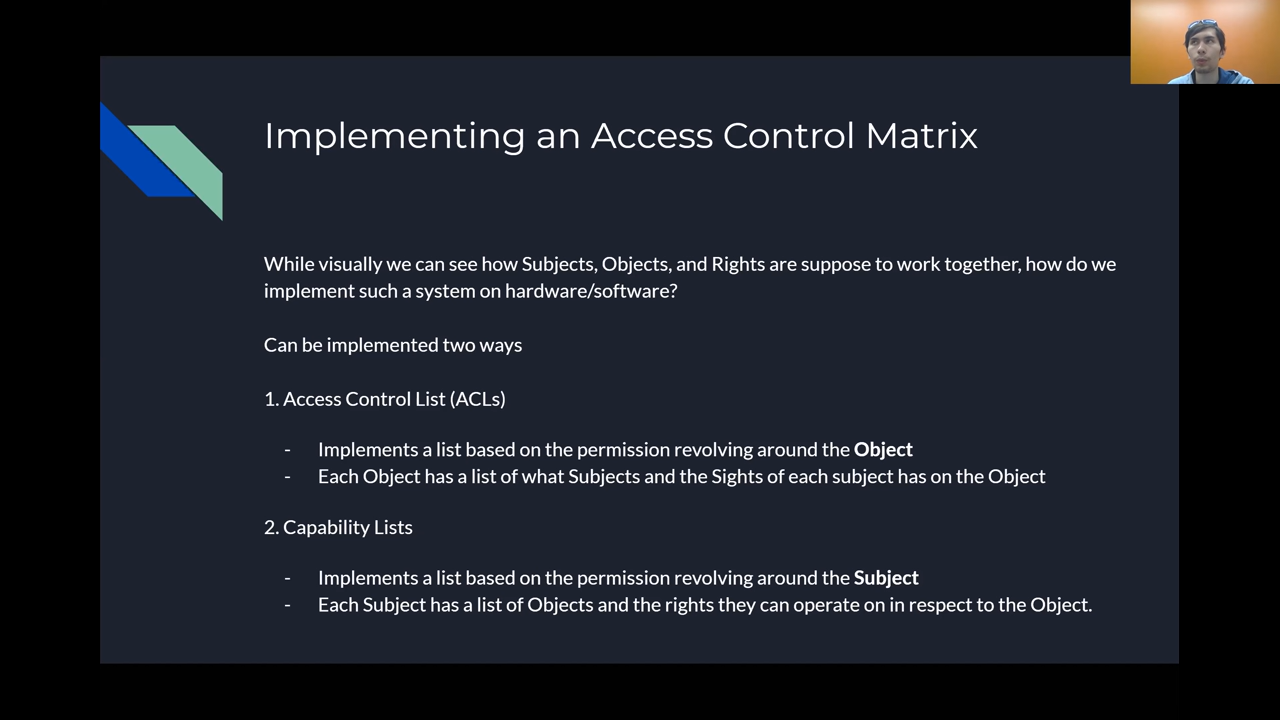 Implementing an Access Control Matrix
While visually we can see how Subjects, Objects, and Rights are suppose to work together, how do we
implement such a system on hardware/software?
Can be implemented two ways
1. Access Control List (ACLs)
- Implements a list based on the permission revolving around the Object
- Each Object has a list of what Subjects and the Sights of each subject has on the Object
2. Capability Lists
- Implements a list based on the permission revolving around the Subject
- Each Subject has a list of Objects and the rights they can operate on in respect to the Object.